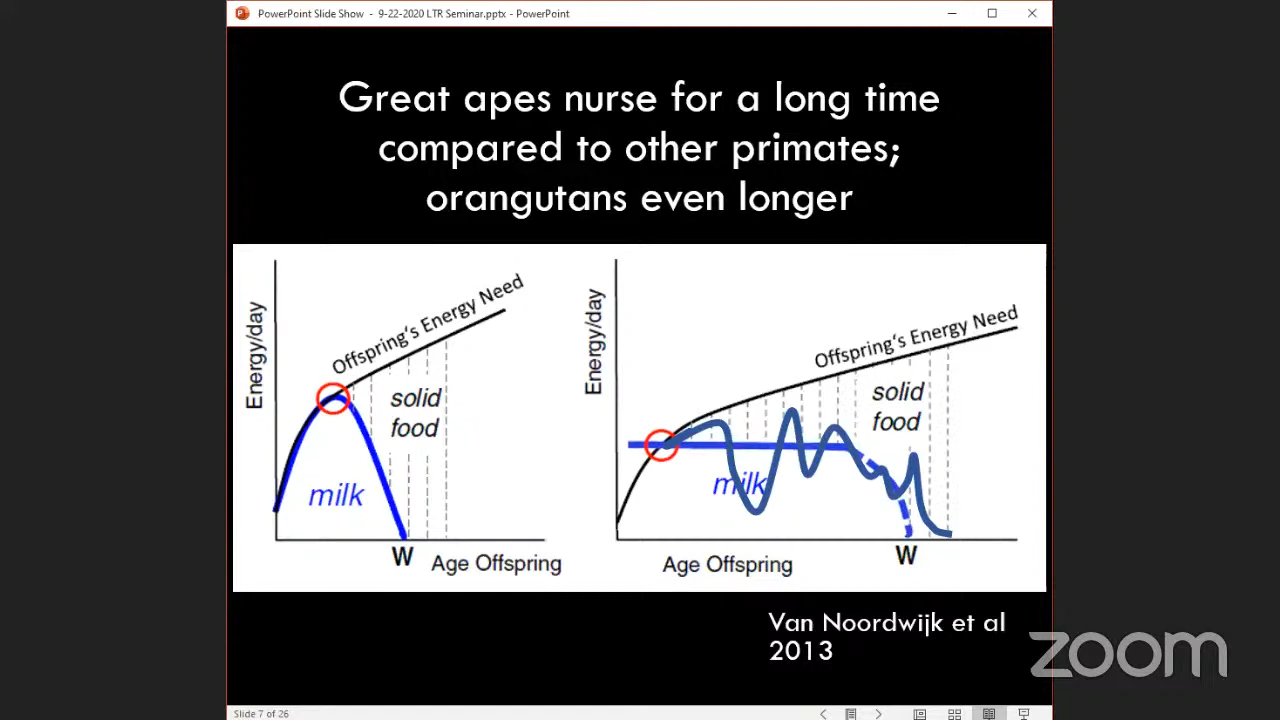 PowerPoint Slide Show - 9-22-2020 LTR Seminar.pptx - PowerPoint
Great apes nurse for a long time
compared to other primates;
orangutans even longer
Energy/day
Offspring's Energy Need
solid
food
milk
W
Age Offspring
Energy/day
Offspring's Energy Need
solid
food
milk
Age Offspring
W
Van Noordwijk et al
2013
zoom
Slide 7 of 26